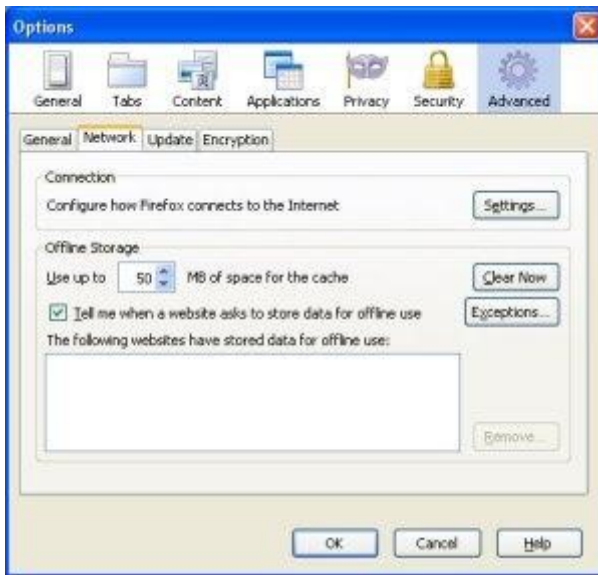 Options
General Tabs Content Applications Privacy Security Advanced
General Network Update Encryption
Connection
Configure how Firefox connects to the Internet Settings...
Offline Storage
Use up to 50 MB of space for the cache Clear Now
Tell me when a website asks to store data for offline use Exceptions...
The following websites have stored data for offline use:
Remove...
OK Cancel Help